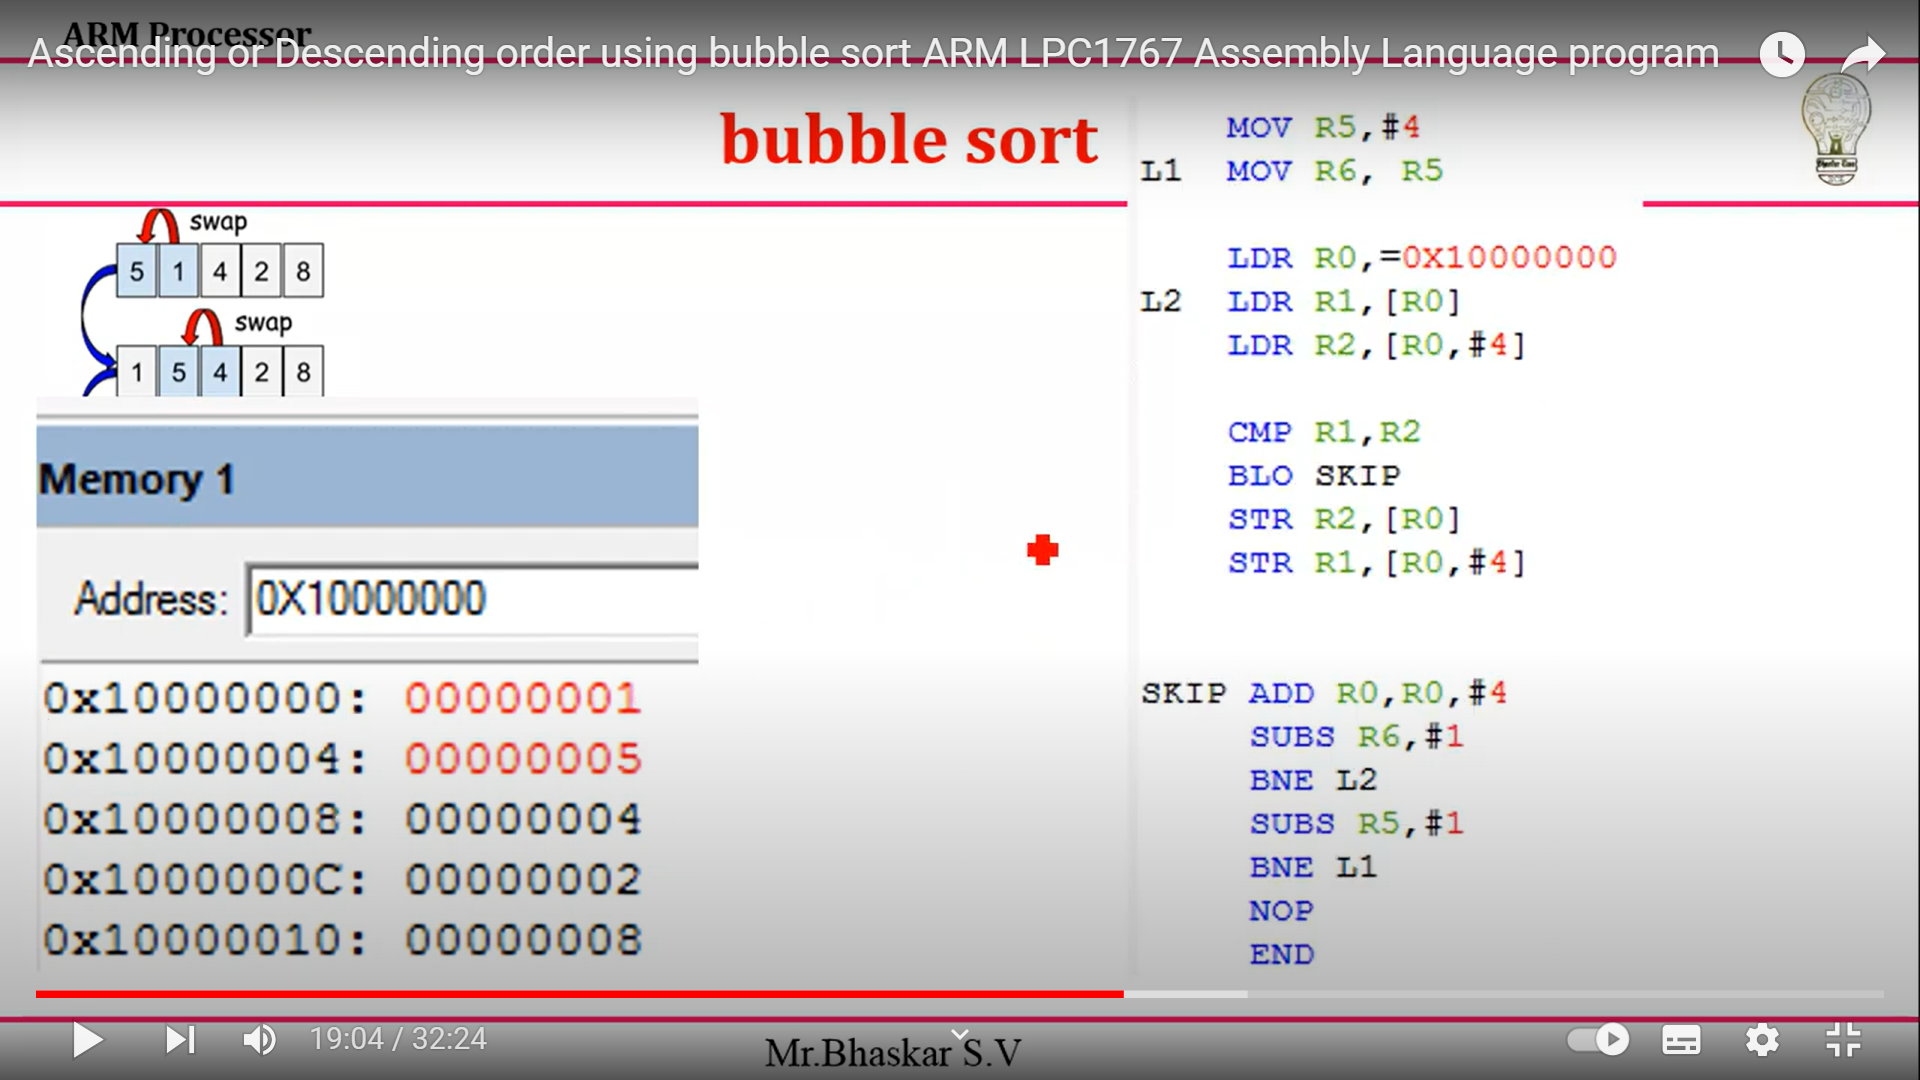 ARM Processor
Ascending or Descending order using bubble sort ARM LPC1767 Assembly Language program
bubble sort
swap
5 1 4 2 8
swap
1 5 4 2 8
Memory 1
Address: 0X10000000
0x10000000: 00000001
0x10000004: 00000005
0x10000008: 00000004
0x1000000C: 00000002
0x10000010: 00000008
MOV R5,#4
L1 MOV R6, R5
LDR R0,=0X10000000
L2 LDR R1,[R0]
LDR R2,[R0,#4]
CMP R1,R2
BLO SKIP
STR R2,[R0]
STR R1,[R0,#4]
SKIP ADD R0,R0,#4
SUBS R6,#1
BNE L2
SUBS R5,#1
BNE L1
NOP
END
19:04 / 32:24
Mr.Bhaskar S.V